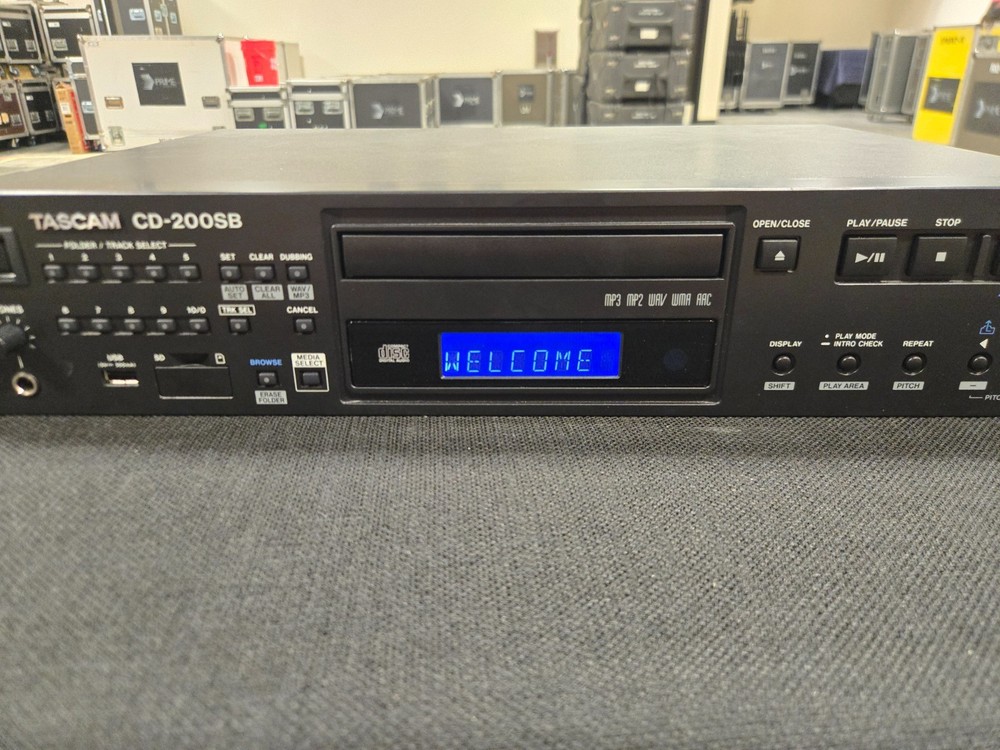 PRIME
TASCAM CD-200SB
FOLDER / TRACK SELECT
1 2 3 4 5
SET CLEAR DUBBING
AUTO SET
CLEAR ALL
WAV/ MP3
6 7 8 9 10/0
TRK SEL
CANCEL
USB
SD
BROWSE
MEDIA SELECT
ERASE FOLDER
MP3 MP2 WAV WMA AAC
disc
WELCOME
OPEN/CLOSE
PLAY/PAUSE
STOP
DISPLAY
PLAY MODE
INTRO CHECK
REPEAT
SHIFT
PLAY AREA
PITCH
PITC